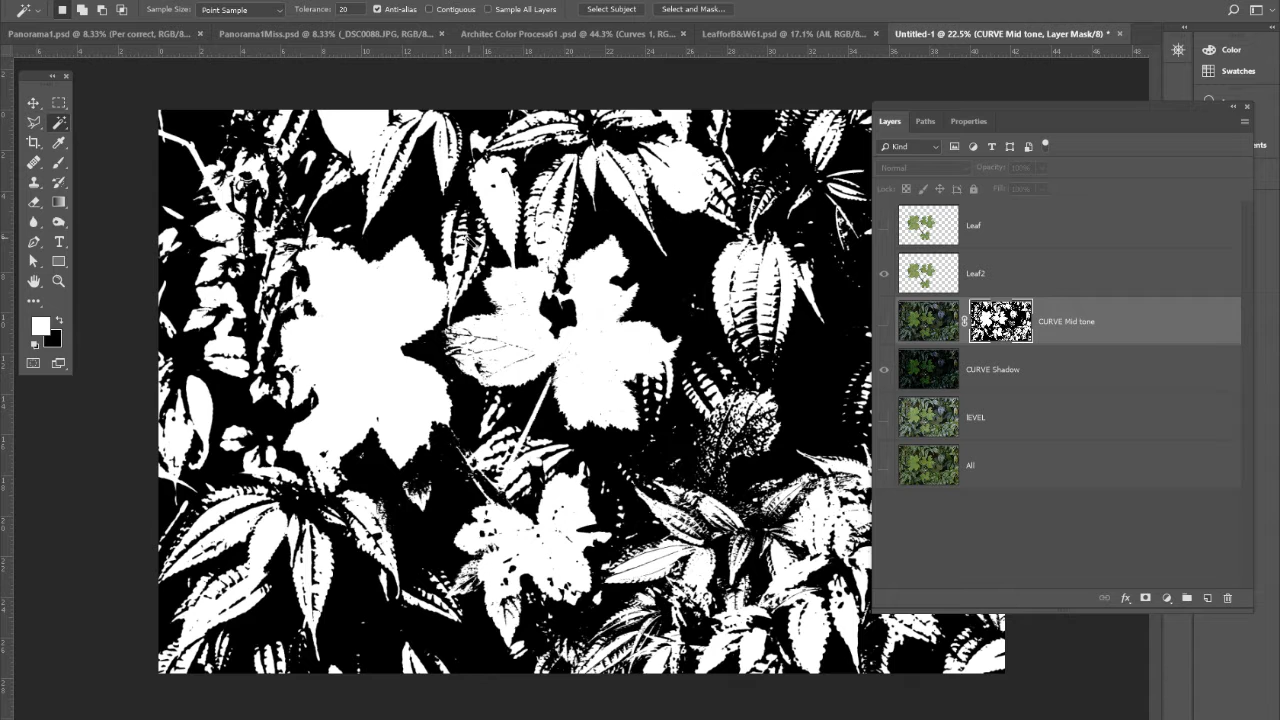 Sample Size: Point Sample Tolerance: 20 Anti-alias Contiguous Sample All Layers Select Subject Select and Mask...
Panorama1.psd @ 8.33% (Per correct, RGB/8... × Panorama1Miss.psd @ 8.33% (_DSC0088.JPG, RGB/8... × Architec Color Process61 .psd @ 44.3% (Curves 1, RGB/8... × LeafforB&W61.psd @ 17.1% (All, RGB/8... × Untitled-1 @ 22.5% (CURVE Mid tone, Layer Mask/8) * ×
Color
Swatches
Layers Paths Properties
Kind
Normal Opacity: 100%
Lock: Fill: 100%
Leaf
Leaf2
CURVE Mid tone
CURVE Shadow
lEVEL
All